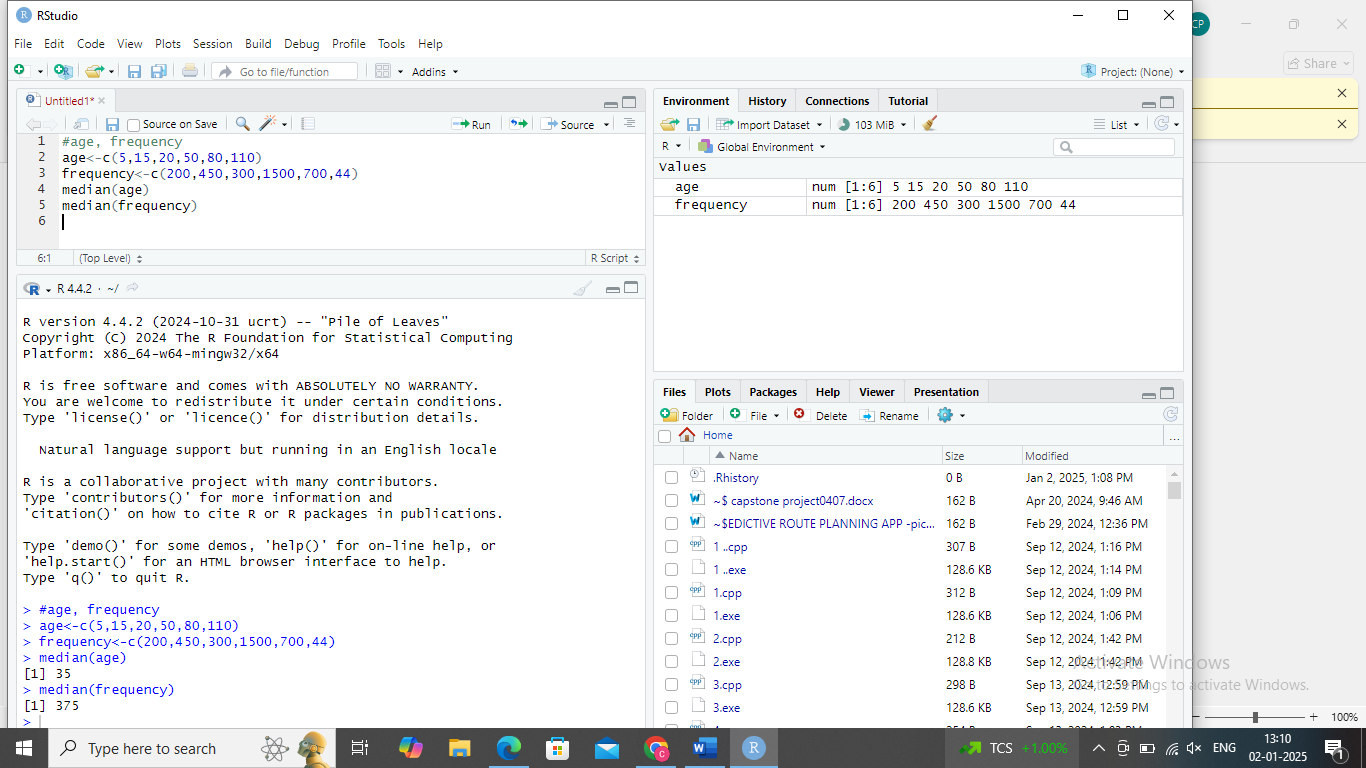 RStudio
CP
File Edit Code View Plots Session Build Debug Profile Tools Help
Share
Go to file/function
Addins
Project: (None)
Untitled1*
Source on Save
Run
Source
1 #age, frequency
2 age<-c(5,15,20,50,80,110)
3 frequency<-c(200,450,300,1500,700,44)
4 median(age)
5 median(frequency)
6
6:1 (Top Level) R Script
R 4.4.2 · ~/
R version 4.4.2 (2024-10-31 ucrt) -- "Pile of Leaves"
Copyright (C) 2024 The R Foundation for Statistical Computing
Platform: x86_64-w64-mingw32/x64
R is free software and comes with ABSOLUTELY NO WARRANTY.
You are welcome to redistribute it under certain conditions.
Type 'license()' or 'licence()' for distribution details.
Natural language support but running in an English locale
R is a collaborative project with many contributors.
Type 'contributors()' for more information and
'citation()' on how to cite R or R packages in publications.
Type 'demo()' for some demos, 'help()' for on-line help, or
'help.start()' for an HTML browser interface to help.
Type 'q()' to quit R.
> #age, frequency
> age<-c(5,15,20,50,80,110)
> frequency<-c(200,450,300,1500,700,44)
> median(age)
[1] 35
> median(frequency)
[1] 375
>
Environment History Connections Tutorial
Import Dataset 103 MiB List
R Global Environment
Values
age num [1:6] 5 15 20 50 80 110
frequency num [1:6] 200 450 300 1500 700 44
Files Plots Packages Help Viewer Presentation
Folder File Delete Rename
Home ...
Name Size Modified
.Rhistory 0 B Jan 2, 2025, 1:08 PM
~$ capstone project0407.docx 162 B Apr 20, 2024, 9:46 AM
~$EDICTIVE ROUTE PLANNING APP -pic... 162 B Feb 29, 2024, 12:36 PM
1 ..cpp 307 B Sep 12, 2024, 1:16 PM
1 ..exe 128.6 KB Sep 12, 2024, 1:14 PM
1.cpp 312 B Sep 12, 2024, 1:09 PM
1.exe 128.6 KB Sep 12, 2024, 1:06 PM
2.cpp 212 B Sep 12, 2024, 1:42 PM
2.exe 128.8 KB Sep 12, 2024, 1:42 PM
3.cpp 298 B Sep 13, 2024, 12:59 PM
3.exe 128.6 KB Sep 13, 2024, 12:59 PM
Activate Windows
Go to Settings to activate Windows.
100%
Type here to search
TCS +1.00%
ENG
13:10
02-01-2025
1